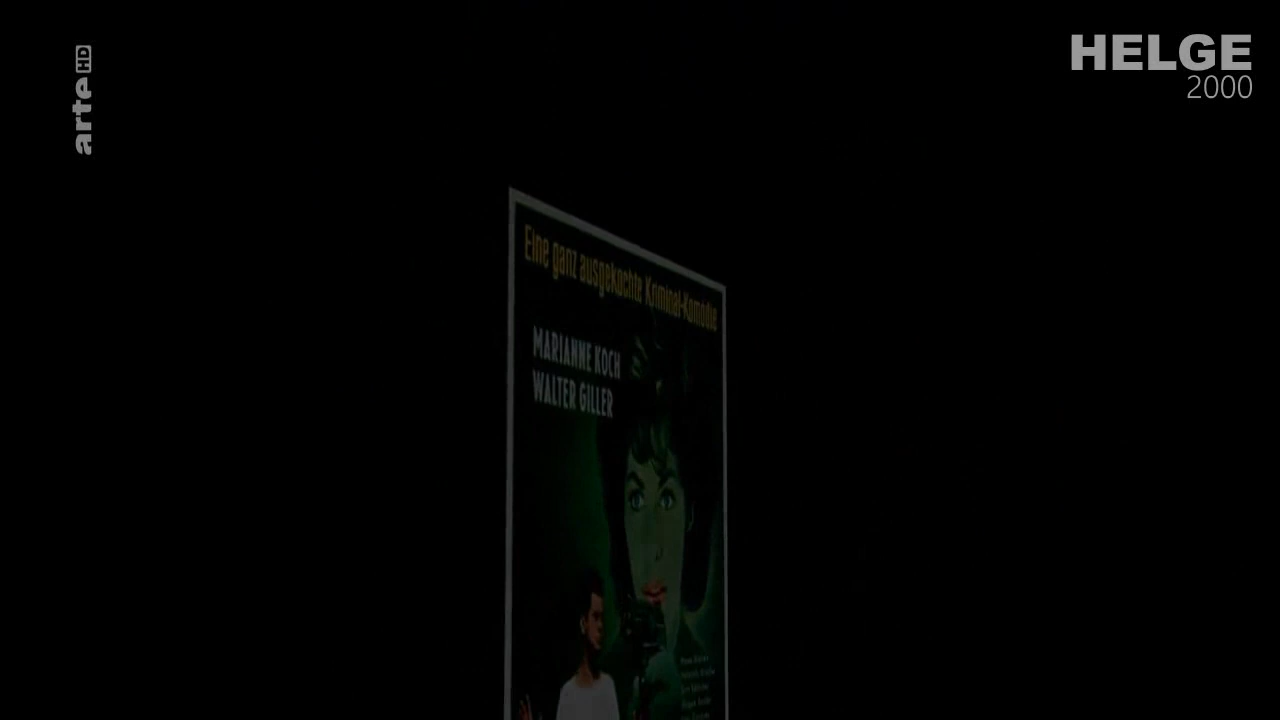 arte HD
HELGE
2000
Eine ganz ausgekochte Kriminal-Komödie
MARIANNE KOCH
WALTER GILLER